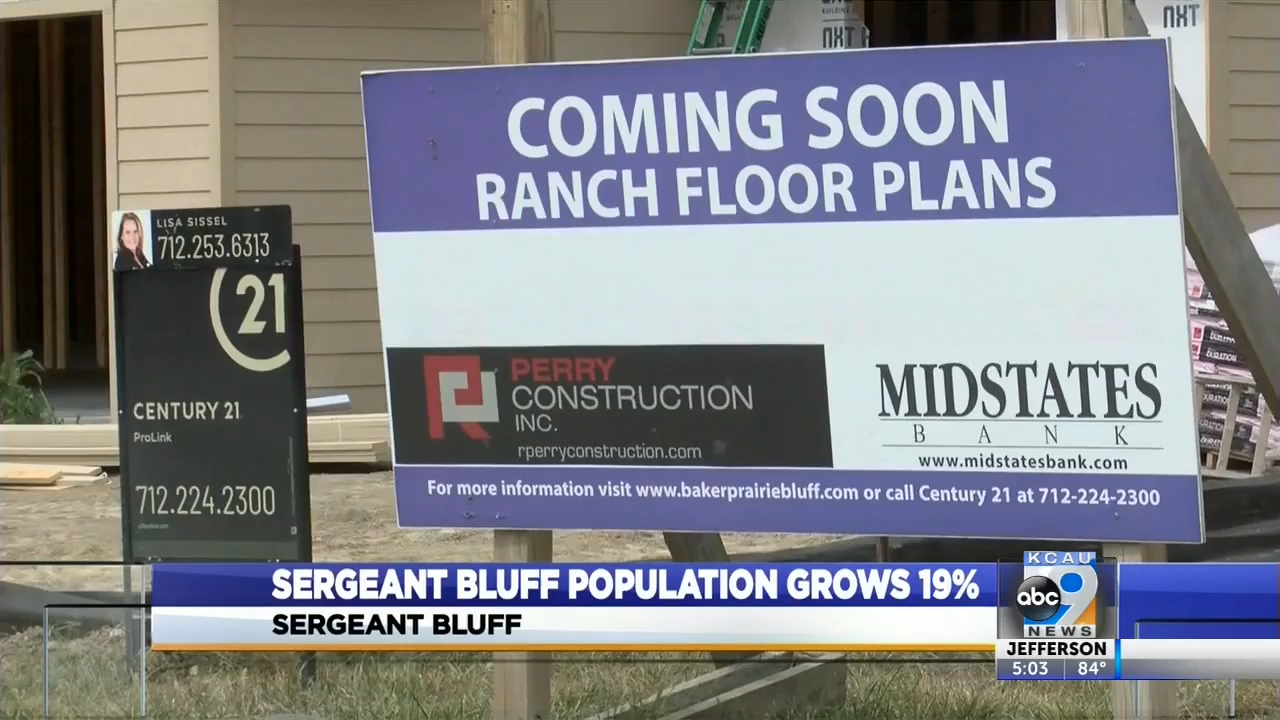 NXT
COMING SOON
RANCH FLOOR PLANS
LISA SISSEL
712.253.6313
21
CENTURY 21
ProLink
712.224.2300
PERRY
CONSTRUCTION
INC.
rperryconstruction.com
MIDSTATES
BANK
www.midstatesbank.com
For more information visit www.bakerprairiebluff.com or call Century 21 at 712-224-2300
DURATION
DURATION
SERGEANT BLUFF POPULATION GROWS 19%
SERGEANT BLUFF
KCAU
abc 9
NEWS
JEFFERSON
5:03 84°